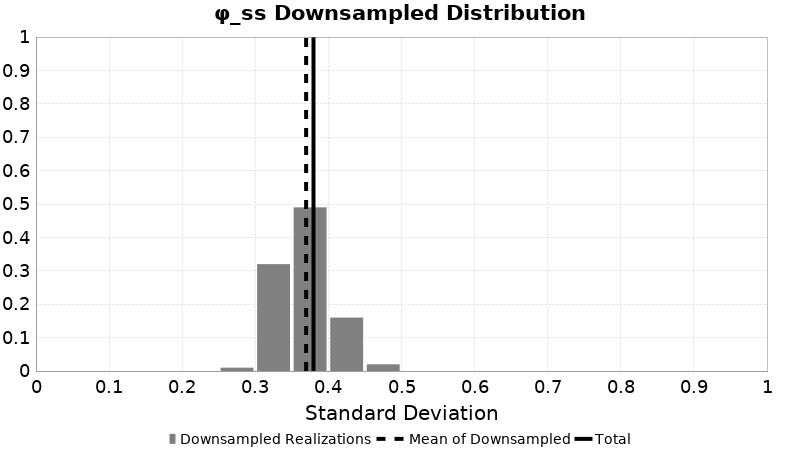 φ_ss Downsampled Distribution
1
0.9
0.8
0.7
0.6
0.5
0.4
0.3
0.2
0.1
0
0 0.1 0.2 0.3 0.4 0.5 0.6 0.7 0.8 0.9 1
Standard Deviation
Downsampled Realizations Mean of Downsampled Total